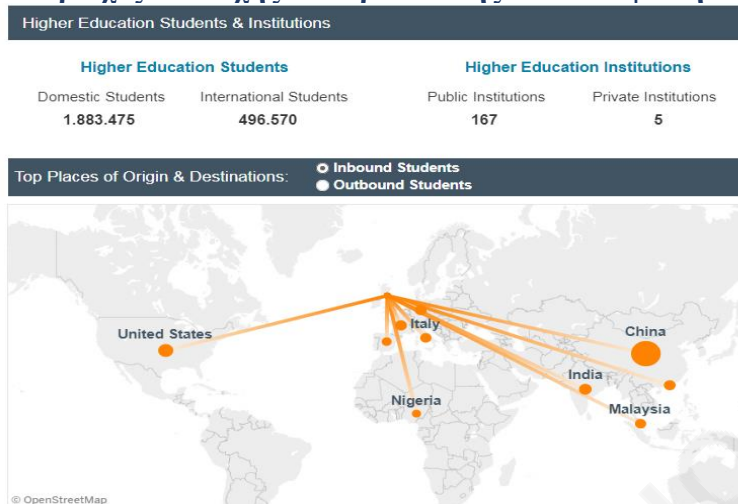 Higher Education Students & Institutions
Higher Education Students
Higher Education Institutions
Domestic Students
International Students
Public Institutions
Private Institutions
1.883.475
496.570
167
5
Top Places of Origin & Destinations:
Inbound Students
Outbound Students
United States
Italy
China
India
Nigeria
Malaysia
© OpenStreetMap